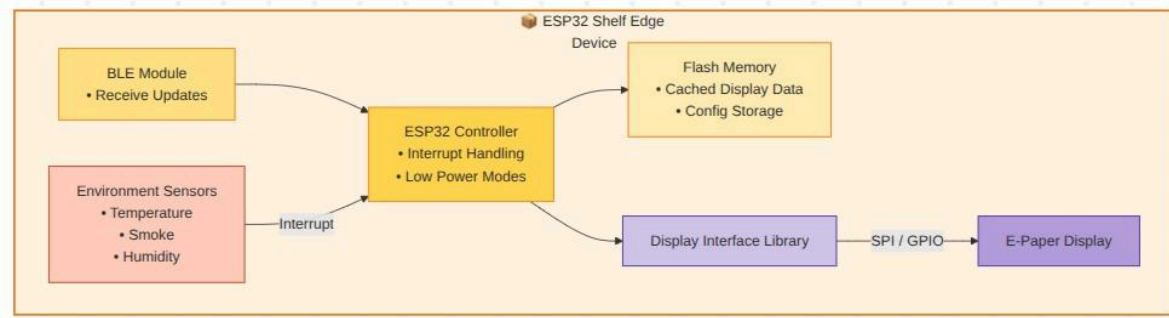 📦 ESP32 Shelf Edge
Device
BLE Module
• Receive Updates
Environment Sensors
• Temperature
• Smoke
• Humidity
Interrupt
ESP32 Controller
• Interrupt Handling
• Low Power Modes
Flash Memory
• Cached Display Data
• Config Storage
Display Interface Library
SPI / GPIO
E-Paper Display